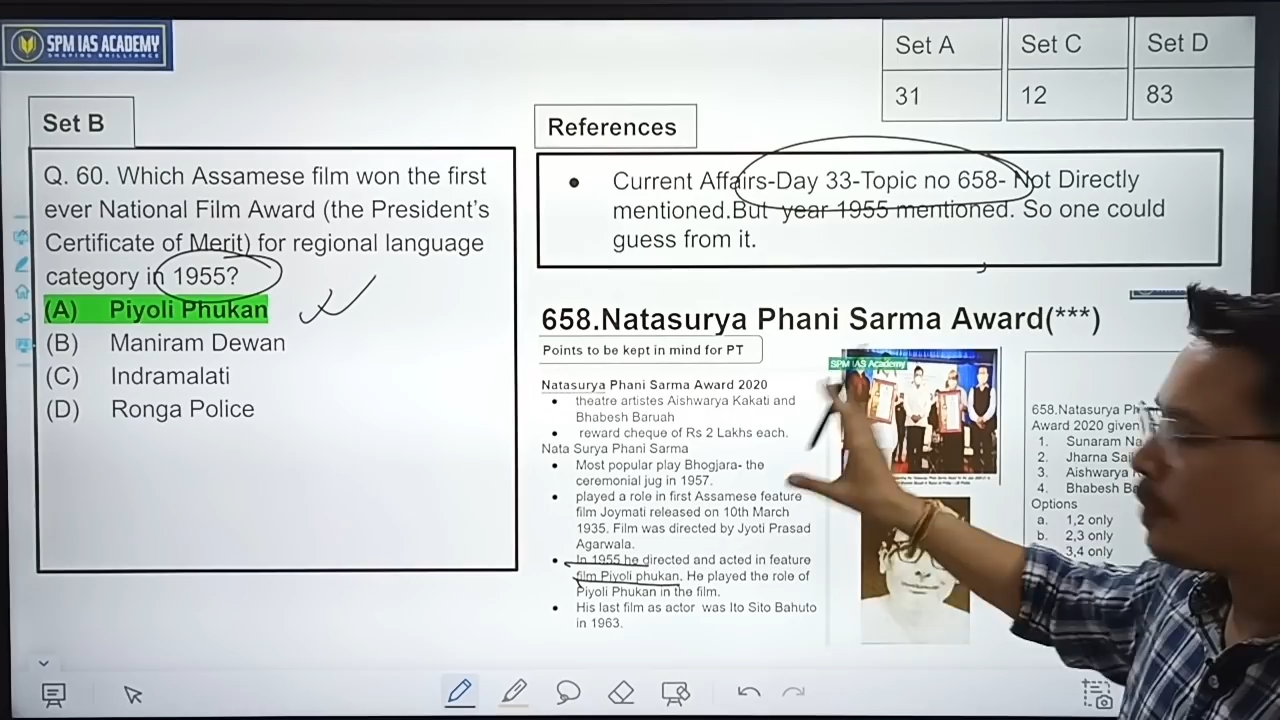 SPM IAS ACADEMY
SHAPING BRILLIANCE
Set A
Set C
Set D
31
12
83
Set B
Q. 60. Which Assamese film won the first
ever National Film Award (the President's
Certificate of Merit) for regional language
category in 1955?
(A) Piyoli Phukan
(B) Maniram Dewan
(C) Indramalati
(D) Ronga Police
References
• Current Affairs-Day 33-Topic no 658- Not Directly
mentioned.But year 1955 mentioned. So one could
guess from it.
658.Natasurya Phani Sarma Award(***)
Points to be kept in mind for PT
Natasurya Phani Sarma Award 2020
• theatre artistes Aishwarya Kakati and
Bhabesh Baruah
• reward cheque of Rs 2 Lakhs each.
Nata Surya Phani Sarma
• Most popular play Bhogjara- the
ceremonial jug in 1957.
• played a role in first Assamese feature
film Joymati released on 10th March
1935. Film was directed by Jyoti Prasad
Agarwala.
• In 1955 he directed and acted in feature
film Piyoli phukan. He played the role of
Piyoli Phukan in the film.
• His last film as actor was Ito Sito Bahuto
in 1963.
SPM IAS Academy
658.Natasurya Ph
Award 2020 given
1. Sunaram Na
2. Jharna Sai
3. Aishwarya
4. Bhabesh B
Options
a. 1,2 only
b. 2,3 only
3,4 only